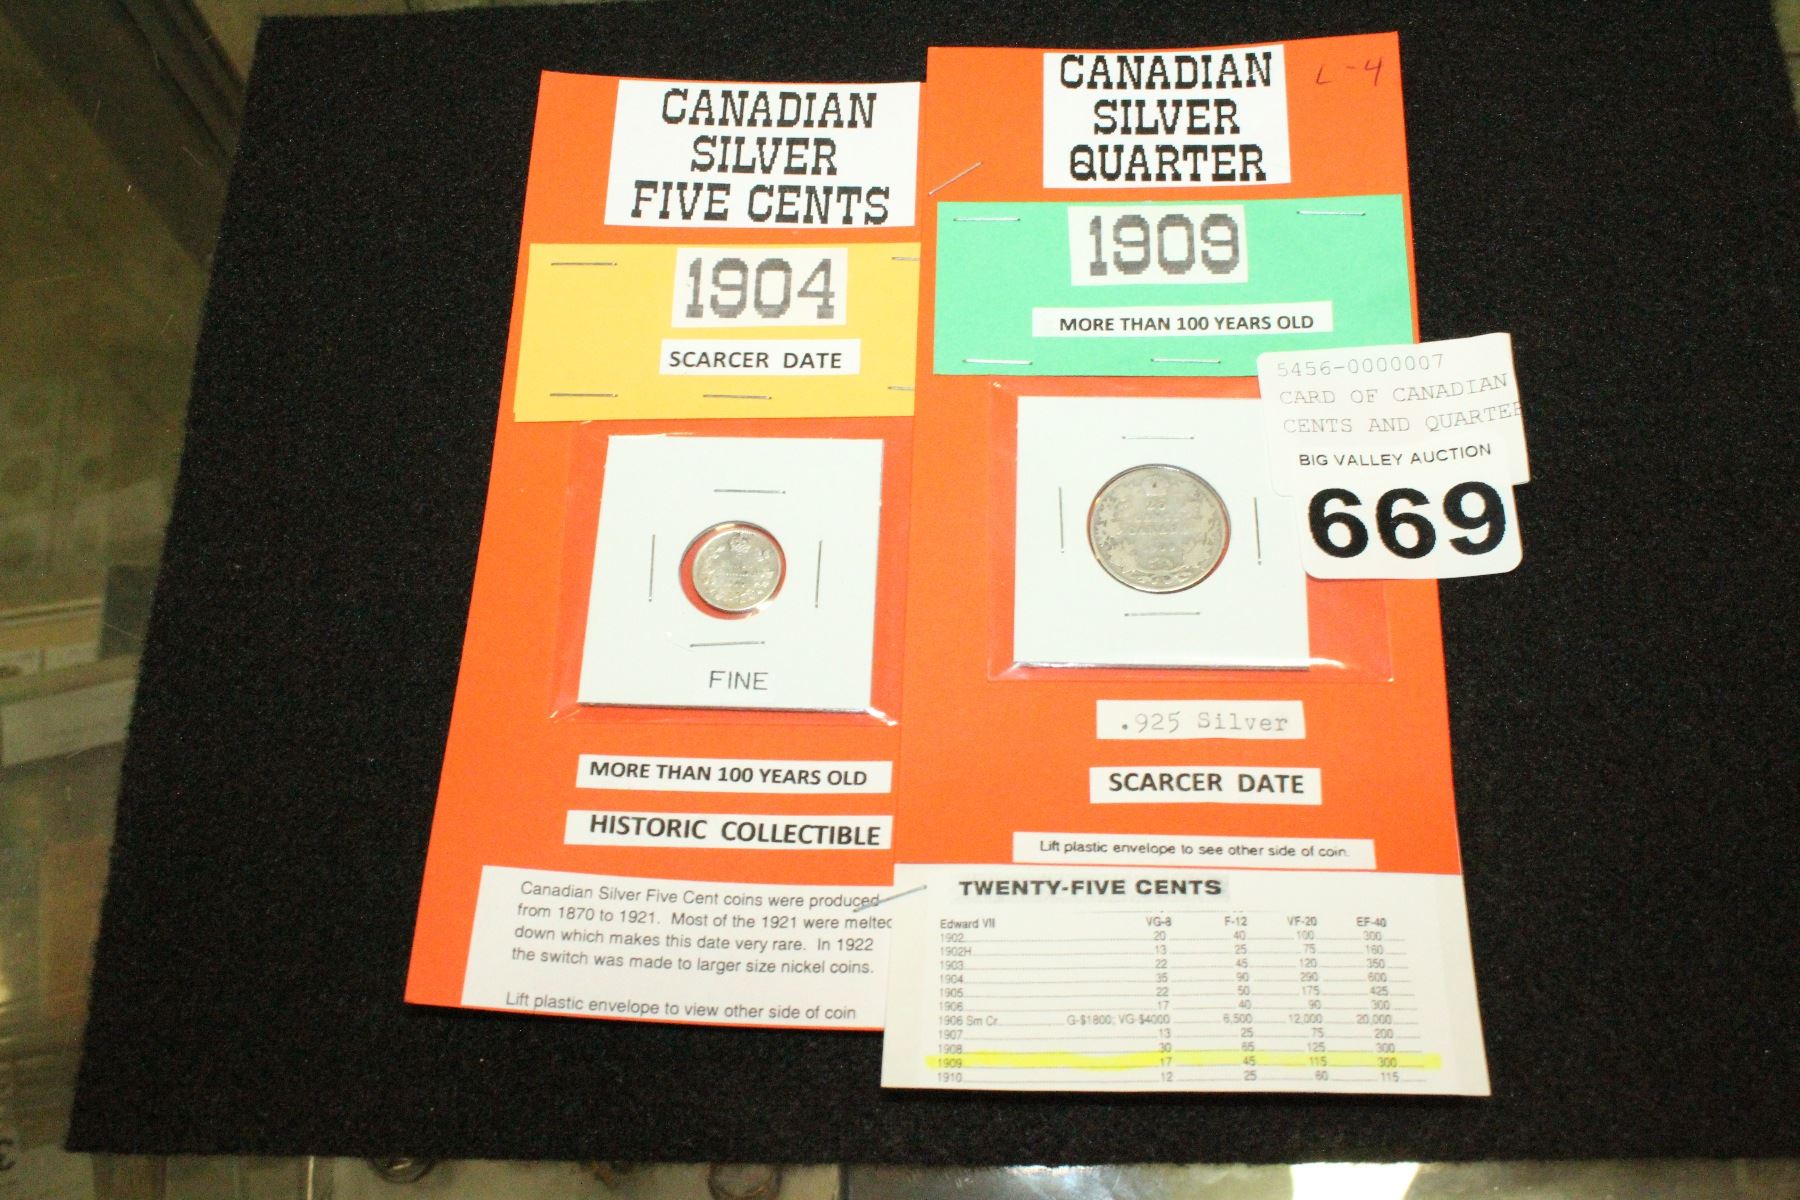 CANADIAN
SILVER
FIVE CENTS
1904
SCARCER DATE
FINE
MORE THAN 100 YEARS OLD
HISTORIC COLLECTIBLE
Canadian Silver Five Cent coins were produced
from 1870 to 1921. Most of the 1921 were melted
down which makes this date very rare. In 1922
the switch was made to larger size nickel coins.
Lift plastic envelope to view other side of coin
CANADIAN
SILVER
QUARTER
L-4
1909
MORE THAN 100 YEARS OLD
.925 Silver
SCARCER DATE
Lift plastic envelope to see other side of coin.
TWENTY-FIVE CENTS
Edward VII VG-8 F-12 VF-20 EF-40
1902 20 40 100 300
1902H 13 25 75 160
1903 22 45 120 350
1904 35 90 290 600
1905 22 50 175 425
1906 17 40 90 300
1906 Sm Cr. G-$1800; VG-$4000 6,500 12,000 20,000
1907 13 25 75 200
1908 30 65 125 300
1909 17 45 115 300
1910 12 25 60 115
5456-0000007
CARD OF CANADIAN
CENTS AND QUARTER
BIG VALLEY AUCTION
669